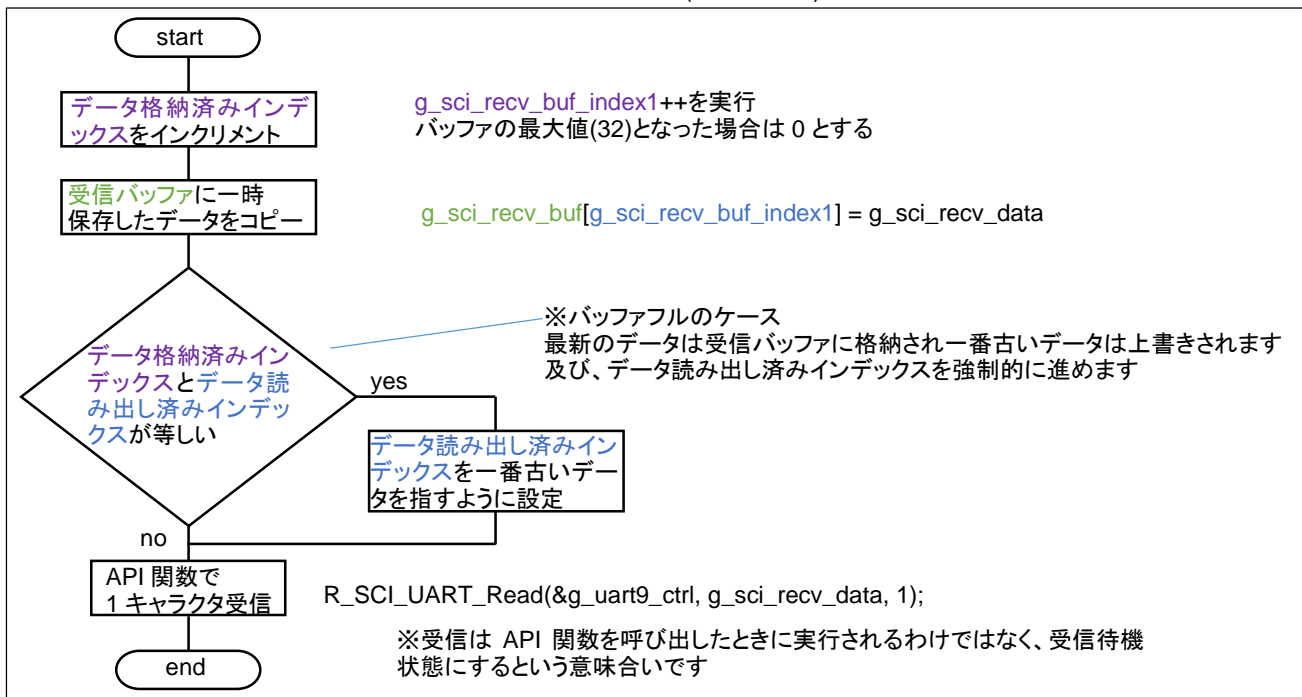 start
データ格納済みインデ
ックスをインクリメント
g_sci_recv_buf_index1++を実行
バッファの最大値(32)となった場合は 0 とする
受信バッファに一時
保存したデータをコピー
g_sci_recv_buf[g_sci_recv_buf_index1] = g_sci_recv_data
※バッファフルのケース
最新のデータは受信バッファに格納され一番古いデータは上書きされます
及び、データ読み出し済みインデックスを強制的に進めます
データ格納済みイン
デックスとデータ読
み出し済みインデッ
クスが等しい
yes
データ読み出し済みイン
デックスを一番古いデー
タを指すように設定
no
API 関数で
1 キャラクタ受信
R_SCI_UART_Read(&g_uart9_ctrl, g_sci_recv_data, 1);
※受信は API 関数を呼び出したときに実行されるわけではなく、受信待機
状態にするという意味合いです
end